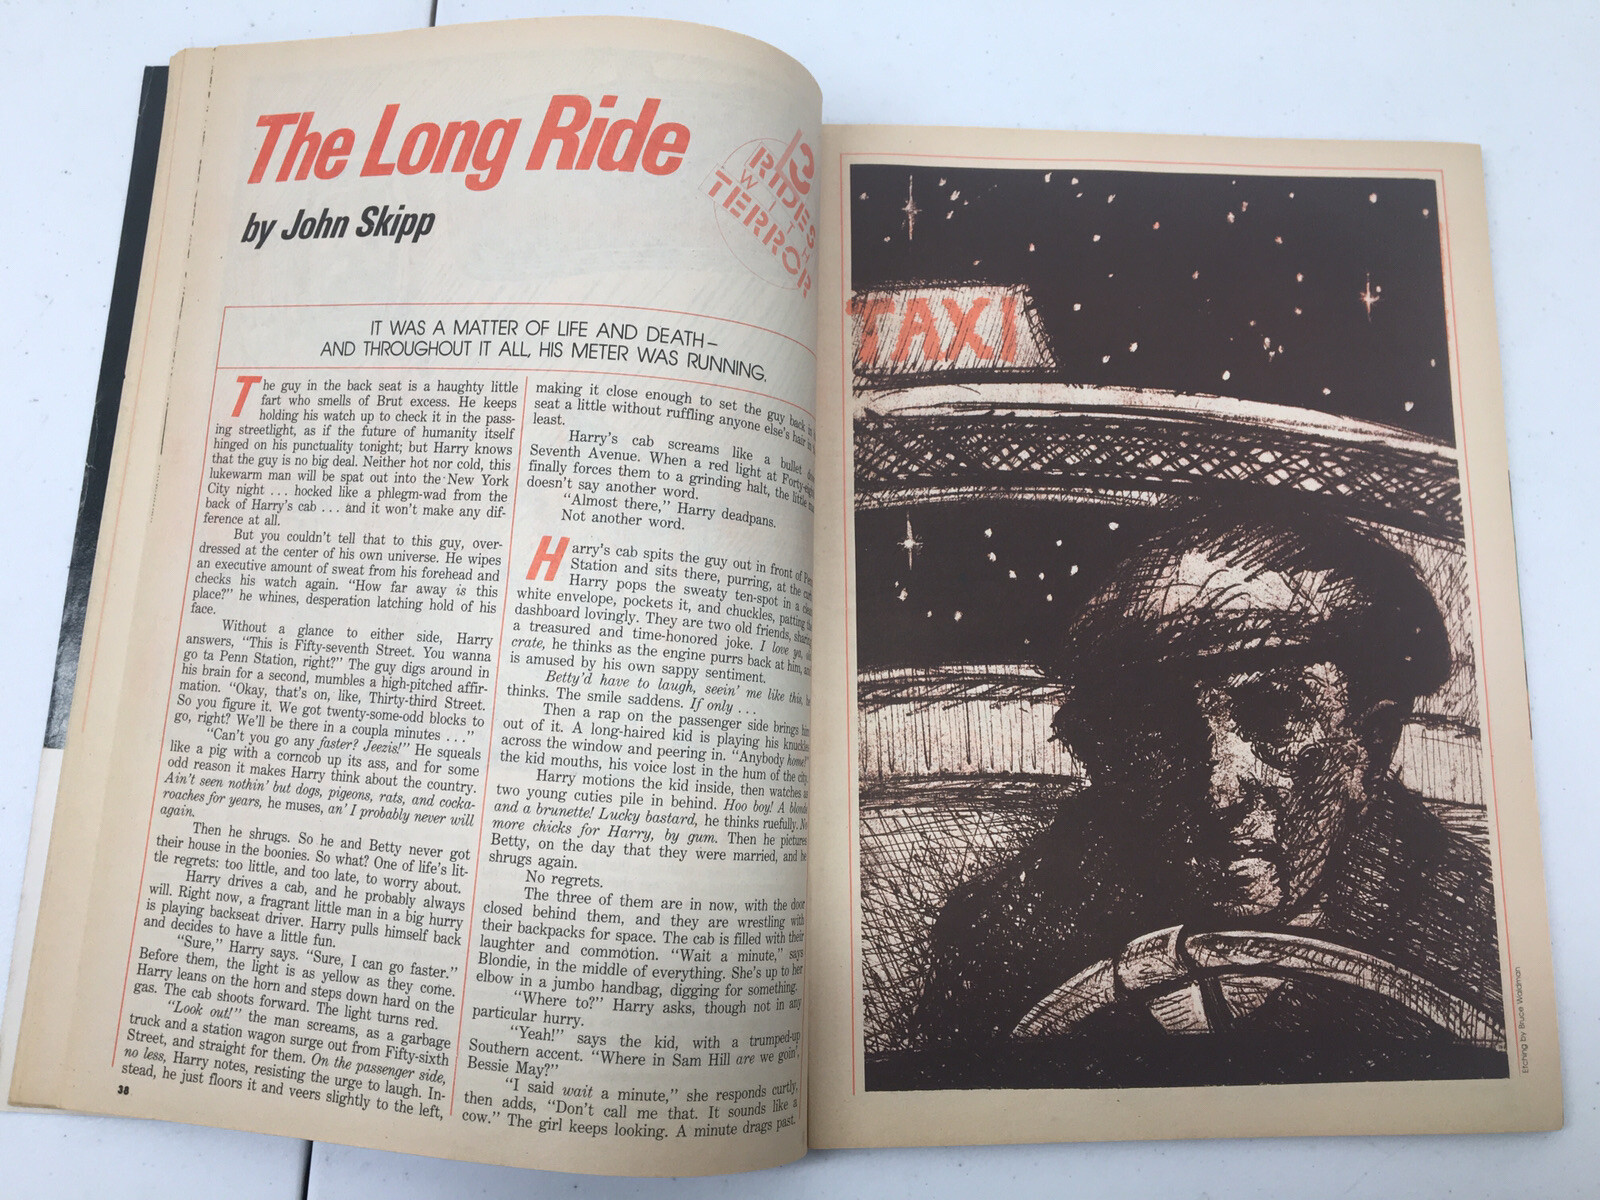 The Long Ride
by John Skipp
13
RIDES
WITH
TERROR
IT WAS A MATTER OF LIFE AND DEATH–
AND THROUGHOUT IT ALL, HIS METER WAS RUNNING.
The guy in the back seat is a haughty little
fart who smells of Brut excess. He keeps
holding his watch up to check it in the pass-
ing streetlight, as if the future of humanity itself
hinged on his punctuality tonight; but Harry knows
that the guy is no big deal. Neither hot nor cold, this
lukewarm man will be spat out into the New York
City night . . . hocked like a phlegm-wad from the
back of Harry's cab . . . and it won't make any dif-
ference at all.
But you couldn't tell that to this guy, over-
dressed at the center of his own universe. He wipes
an executive amount of sweat from his forehead and
checks his watch again. “How far away is this
place?” he whines, desperation latching hold of his
face.
Without a glance to either side, Harry
answers, “This is Fifty-seventh Street. You wanna
go ta Penn Station, right?” The guy digs around in
his brain for a second, mumbles a high-pitched affir-
mation. “Okay, that's on, like, Thirty-third Street.
So you figure it. We got twenty-some-odd blocks to
go, right? We'll be there in a coupla minutes . . .”
“Can't you go any faster? Jeezis!” He squeals
like a pig with a corncob up its ass, and for some
odd reason it makes Harry think about the country.
Ain't seen nothin' but dogs, pigeons, rats, and cocka-
roaches for years, he muses, an' I probably never will
again.
Then he shrugs. So he and Betty never got
their house in the boonies. So what? One of life's lit-
tle regrets: too little, and too late, to worry about.
Harry drives a cab, and he probably always
will. Right now, a fragrant little man in a big hurry
is playing backseat driver. Harry pulls himself back
and decides to have a little fun.
“Sure,” Harry says. “Sure, I can go faster.”
Before them, the light is as yellow as they come.
Harry leans on the horn and steps down hard on the
gas. The cab shoots forward. The light turns red.
“Look out!” the man screams, as a garbage
truck and a station wagon surge out from Fifty-sixth
Street, and straight for them. On the passenger side,
no less, Harry notes, resisting the urge to laugh. In-
stead, he just floors it and veers slightly to the left,
38
making it close enough to set the guy back in
seat a little without ruffling anyone else's hair in
least.
Harry's cab screams like a bullet
Seventh Avenue. When a red light at
finally forces them to a grinding halt, the little
doesn't say another word.
“Almost there,” Harry deadpans.
Not another word.
Harry's cab spits the guy out in front of
Station and sits there, purring, at the
Harry pops the sweaty ten-spot in a
white envelope, pockets it, and chuckles, patting
dashboard lovingly. They are two old friends,
a treasured and time-honored joke. I love ya,
crate, he thinks as the engine purrs back at him,
is amused by his own sappy sentiment.
Betty'd have to laugh, seein' me like this,
thinks. The smile saddens. If only . . .
Then a rap on the passenger side brings him
out of it. A long-haired kid is playing his knuckles
across the window and peering in. “Anybody home?”
the kid mouths, his voice lost in the hum of the city.
Harry motions the kid inside, then watches as
two young cuties pile in behind. Hoo boy! A blonde
and a brunette! Lucky bastard, he thinks ruefully. No
more chicks for Harry, by gum. Then he pictures
Betty, on the day that they were married, and he
shrugs again.
No regrets.
The three of them are in now, with the door
closed behind them, and they are wrestling with
their backpacks for space. The cab is filled with their
laughter and commotion. “Wait a minute,” says
Blondie, in the middle of everything. She's up to her
elbow in a jumbo handbag, digging for something.
“Where to?” Harry asks, though not in any
particular hurry.
“Yeah!” says the kid, with a trumped-up
Southern accent. “Where in Sam Hill are we goin',
Bessie May?”
“I said wait a minute,” she responds curtly,
then adds, “Don't call me that. It sounds like a
cow.” The girl keeps looking. A minute drags past.
TAXI
Etching by Bruce Waldman